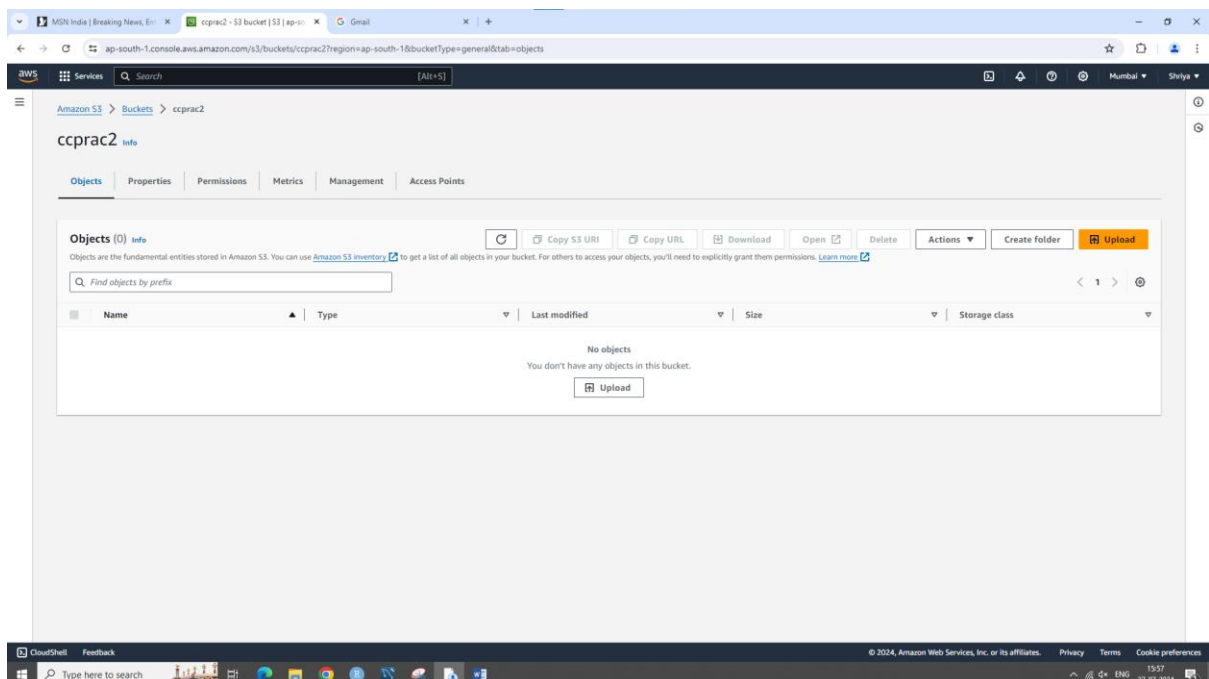 MSN India | Breaking News, Ent
ccprac2 - S3 bucket | S3 | ap-so
Gmail
ap-south-1.console.aws.amazon.com/s3/buckets/ccprac2?region=ap-south-1&bucketType=general&tab=objects
aws Services Search [Alt+S] Mumbai ▼ Shriya ▼
Amazon S3 > Buckets > ccprac2
ccprac2 Info
Objects Properties Permissions Metrics Management Access Points
Objects (0) Info Copy S3 URI Copy URL Download Open Delete Actions ▼ Create folder Upload
Objects are the fundamental entities stored in Amazon S3. You can use Amazon S3 inventory to get a list of all objects in your bucket. For others to access your objects, you'll need to explicitly grant them permissions. Learn more
Find objects by prefix < 1 >
Name Type Last modified Size Storage class
No objects
You don't have any objects in this bucket.
Upload
CloudShell Feedback © 2024, Amazon Web Services, Inc. or its affiliates. Privacy Terms Cookie preferences
Type here to search ENG 15:57
27-07-2024